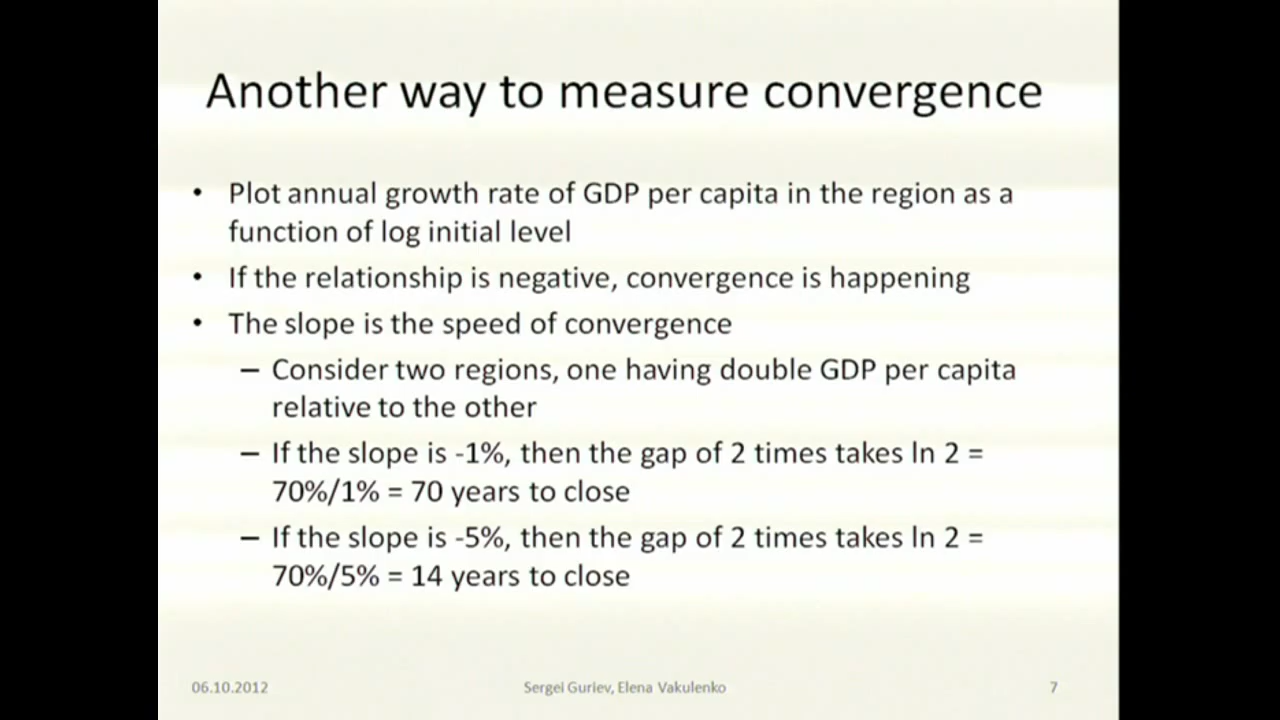 Another way to measure convergence
• Plot annual growth rate of GDP per capita in the region as a
function of log initial level
• If the relationship is negative, convergence is happening
• The slope is the speed of convergence
– Consider two regions, one having double GDP per capita
relative to the other
– If the slope is -1%, then the gap of 2 times takes ln 2 =
70%/1% = 70 years to close
– If the slope is -5%, then the gap of 2 times takes ln 2 =
70%/5% = 14 years to close
06.10.2012
Sergei Guriev, Elena Vakulenko
7